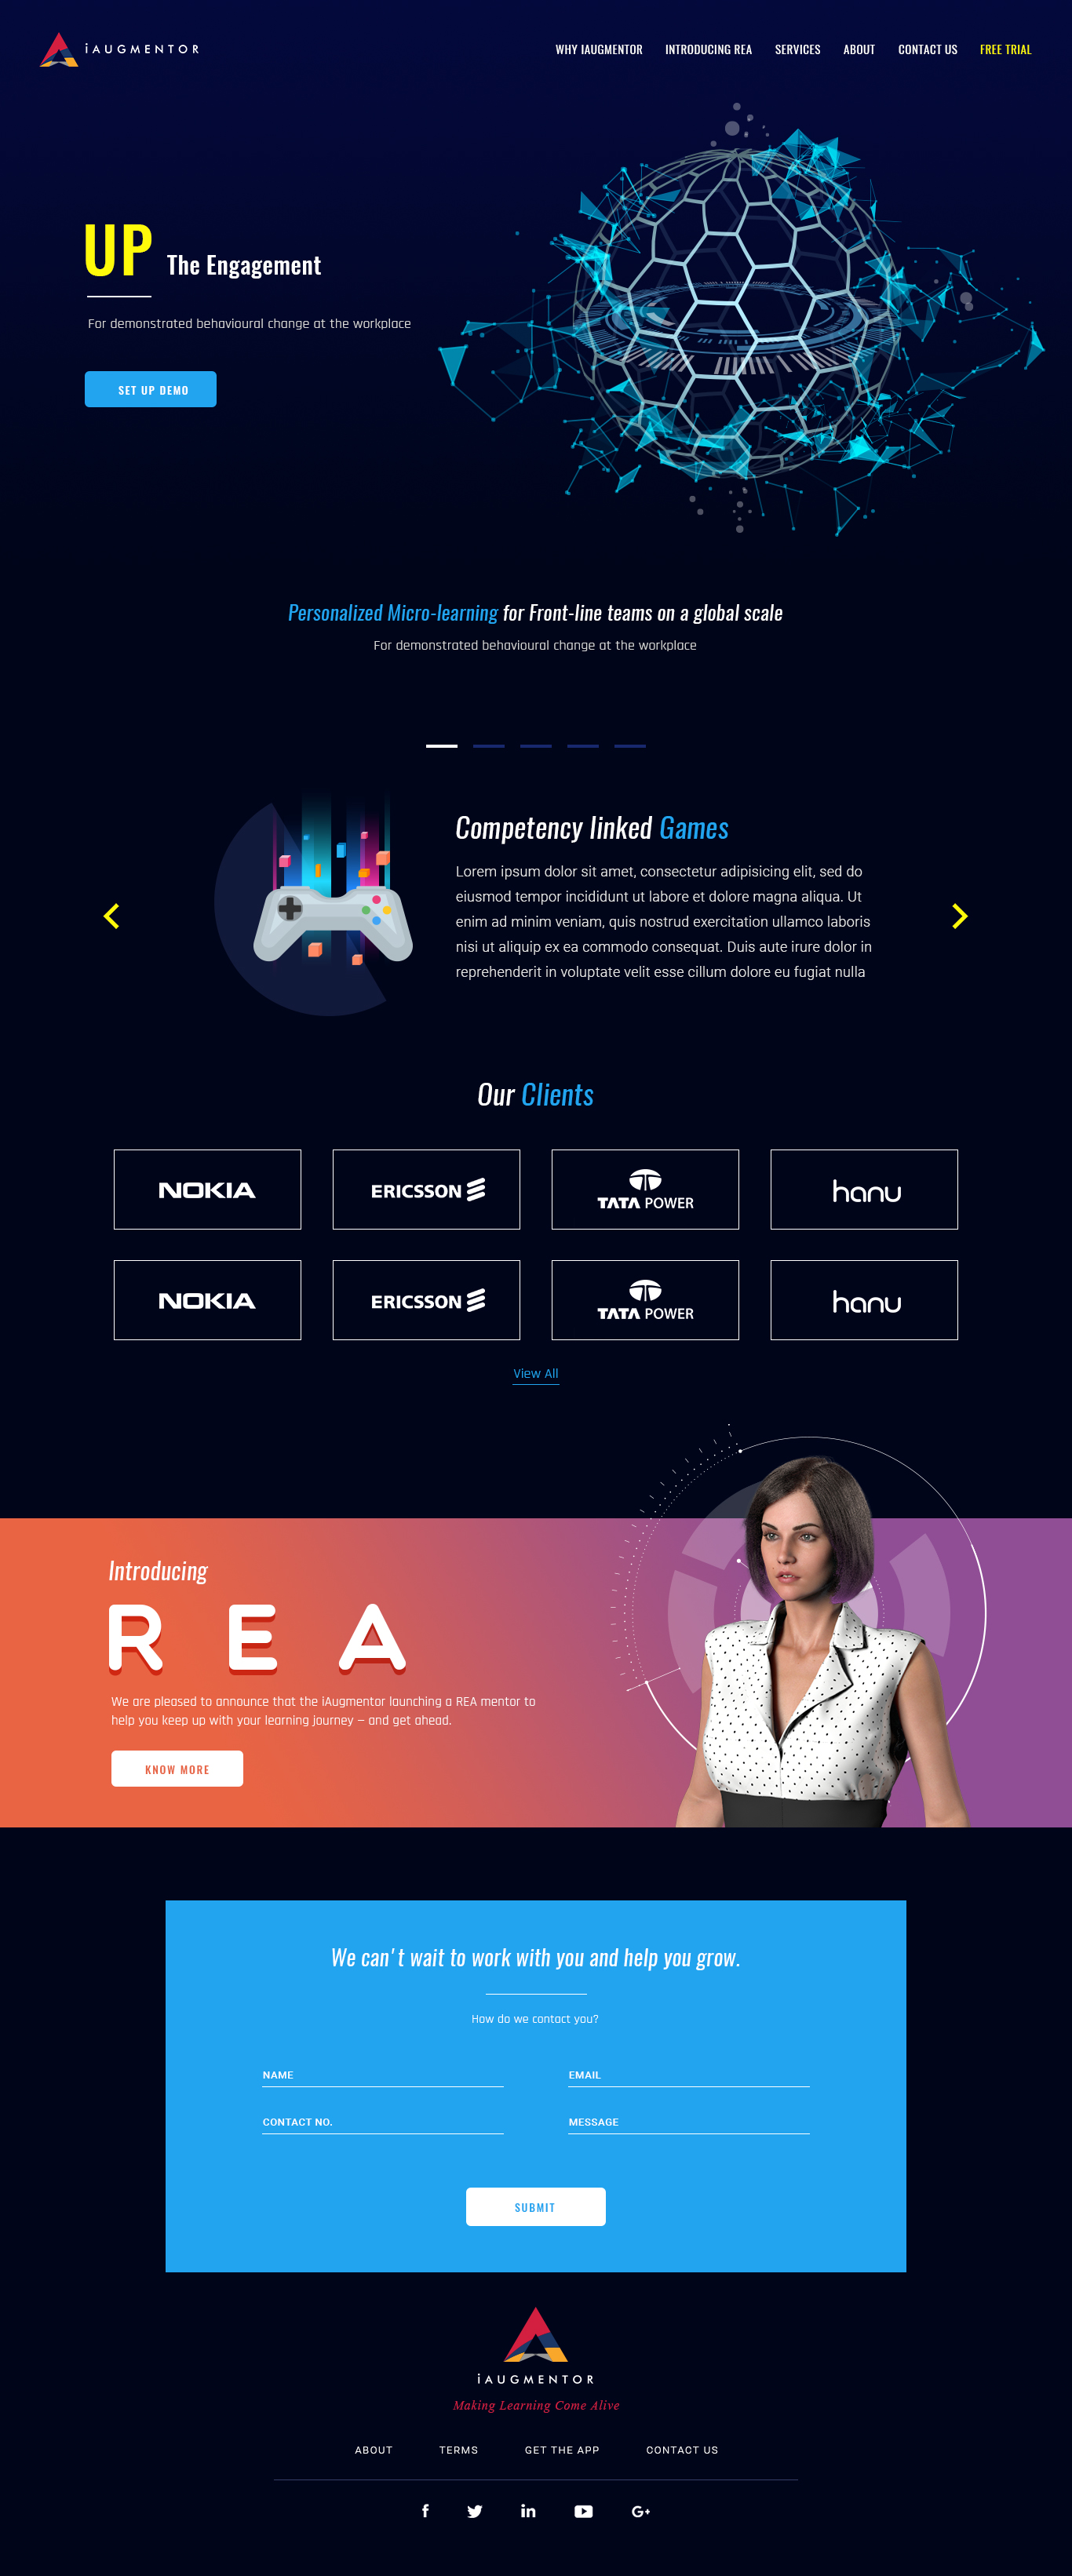 iAUGMENTOR
WHY IAUGMENTOR INTRODUCING REA SERVICES ABOUT CONTACT US FREE TRIAL
UP The Engagement
For demonstrated behavioural change at the workplace
SET UP DEMO
Personalized Micro-learning for Front-line teams on a global scale
For demonstrated behavioural change at the workplace
Competency linked Games
Lorem ipsum dolor sit amet, consectetur adipisicing elit, sed do
eiusmod tempor incididunt ut labore et dolore magna aliqua. Ut
enim ad minim veniam, quis nostrud exercitation ullamco laboris
nisi ut aliquip ex ea commodo consequat. Duis aute irure dolor in
reprehenderit in voluptate velit esse cillum dolore eu fugiat nulla
Our Clients
NOKIA ERICSSON TATA POWER hanu
NOKIA ERICSSON TATA POWER hanu
View All
Introducing
REA
We are pleased to announce that the iAugmentor launching a REA mentor to
help you keep up with your learning journey – and get ahead.
KNOW MORE
We can't wait to work with you and help you grow.
How do we contact you?
NAME EMAIL
CONTACT NO. MESSAGE
SUBMIT
iAUGMENTOR
Making Learning Come Alive
ABOUT TERMS GET THE APP CONTACT US
f in G+